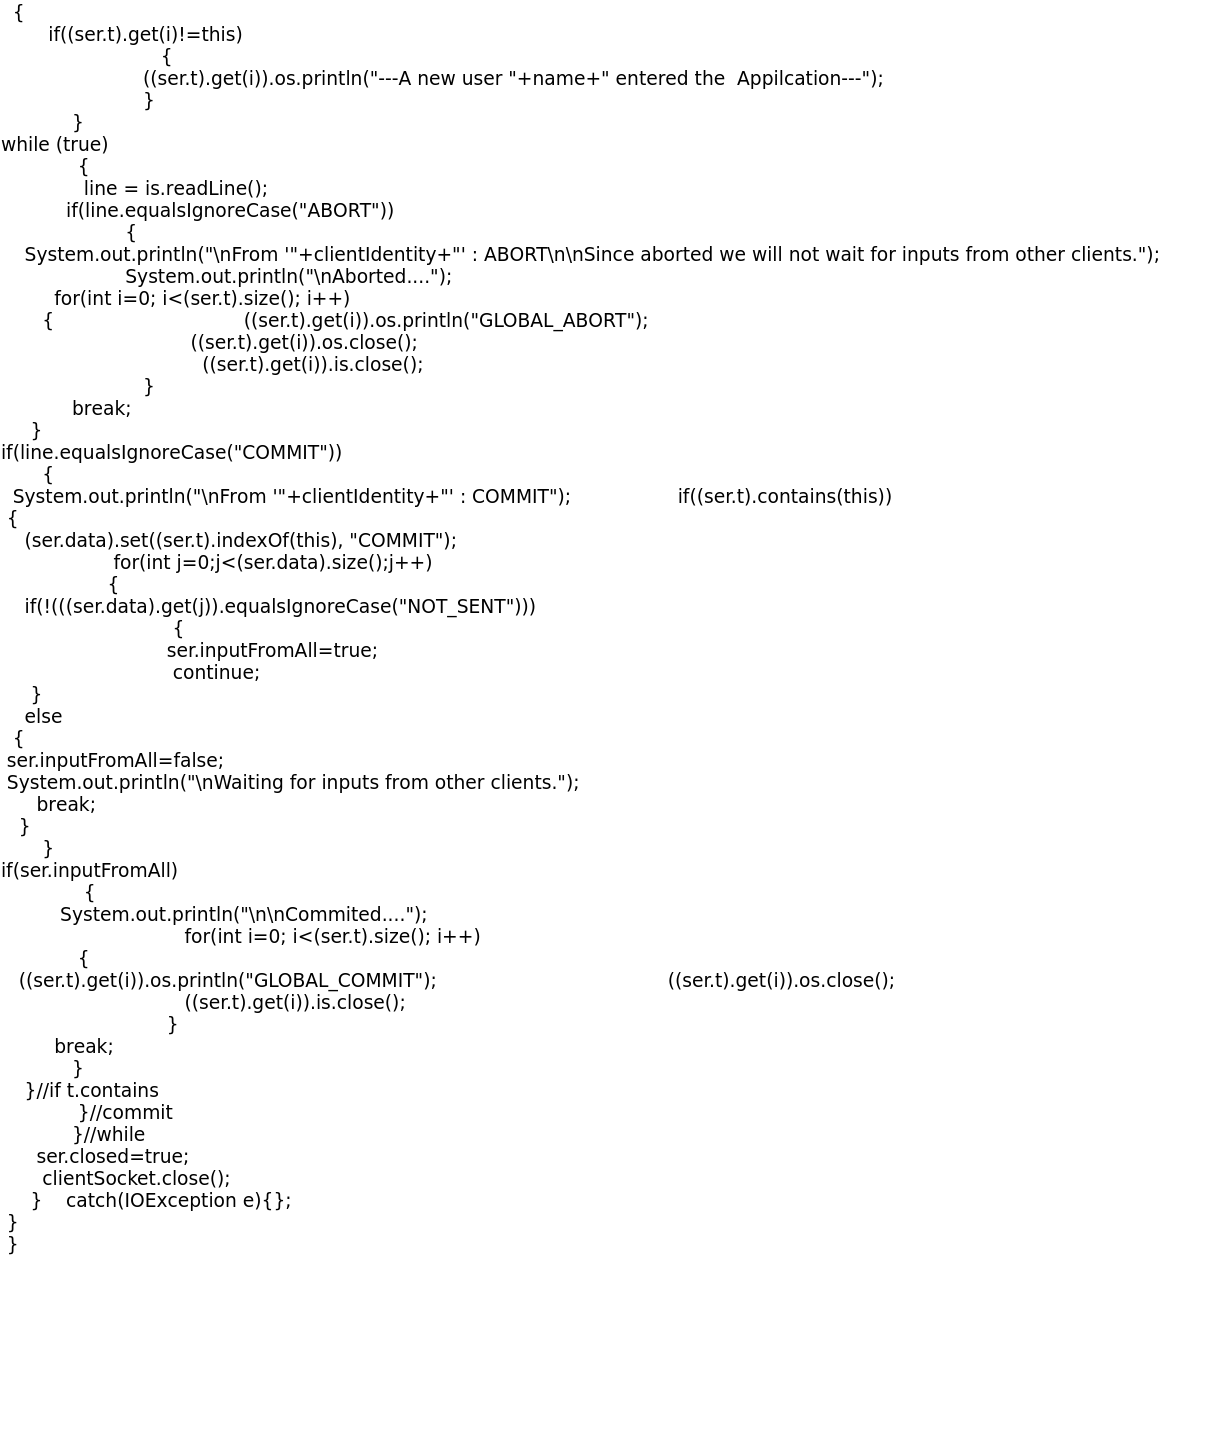 {
if((ser.t).get(i)!=this)
{
((ser.t).get(i)).os.println("---A new user "+name+" entered the  Appilcation---");
}
}
while (true)
{
line = is.readLine();
if(line.equalsIgnoreCase("ABORT"))
{
System.out.println("\nFrom '"+clientIdentity+"' : ABORT\n\nSince aborted we will not wait for inputs from other clients.");
System.out.println("\nAborted....");
for(int i=0; i<(ser.t).size(); i++)
{ ((ser.t).get(i)).os.println("GLOBAL_ABORT");
((ser.t).get(i)).os.close();
((ser.t).get(i)).is.close();
}
break;
}
if(line.equalsIgnoreCase("COMMIT"))
{
System.out.println("\nFrom '"+clientIdentity+"' : COMMIT"); if((ser.t).contains(this))
{
(ser.data).set((ser.t).indexOf(this), "COMMIT");
for(int j=0;j<(ser.data).size();j++)
{
if(!(((ser.data).get(j)).equalsIgnoreCase("NOT_SENT")))
{
ser.inputFromAll=true;
continue;
}
else
{
ser.inputFromAll=false;
System.out.println("\nWaiting for inputs from other clients.");
break;
}
}
if(ser.inputFromAll)
{
System.out.println("\n\nCommited....");
for(int i=0; i<(ser.t).size(); i++)
{
((ser.t).get(i)).os.println("GLOBAL_COMMIT"); ((ser.t).get(i)).os.close();
((ser.t).get(i)).is.close();
}
break;
}
}//if t.contains
}//commit
}//while
ser.closed=true;
clientSocket.close();
} catch(IOException e){};
}
}